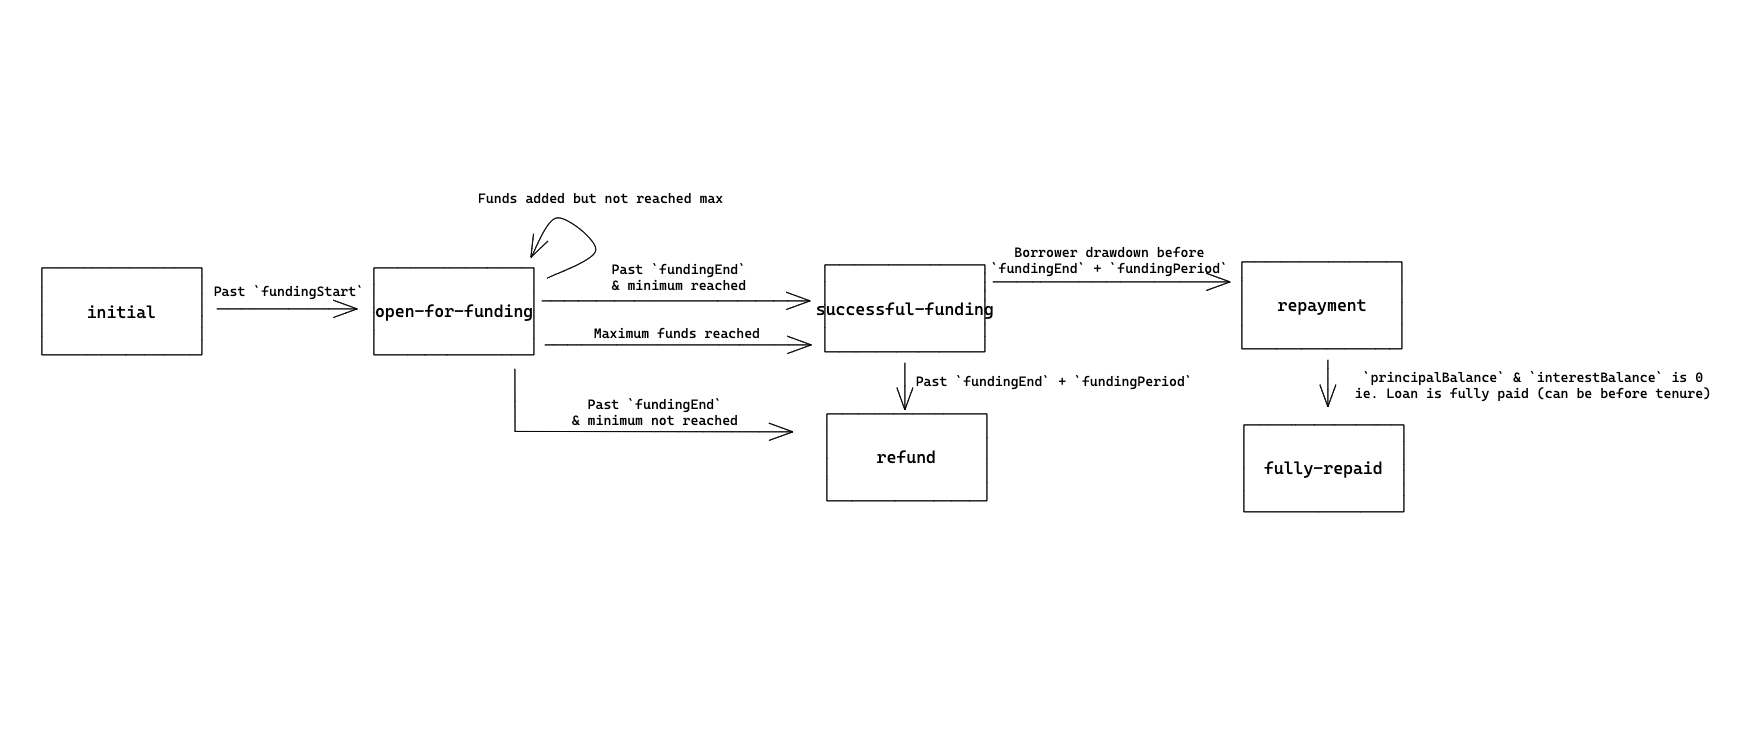 Funds added but not reached max
Past `fundingStart`
initial
open-for-funding
Past `fundingEnd`
& minimum reached
Maximum funds reached
Past `fundingEnd`
& minimum not reached
successful-funding
Borrower drawdown before
`fundingEnd` + `fundingPeriod`
repayment
Past `fundingEnd` + `fundingPeriod`
refund
`principalBalance` & `interestBalance` is 0
ie. Loan is fully paid (can be before tenure)
fully-repaid